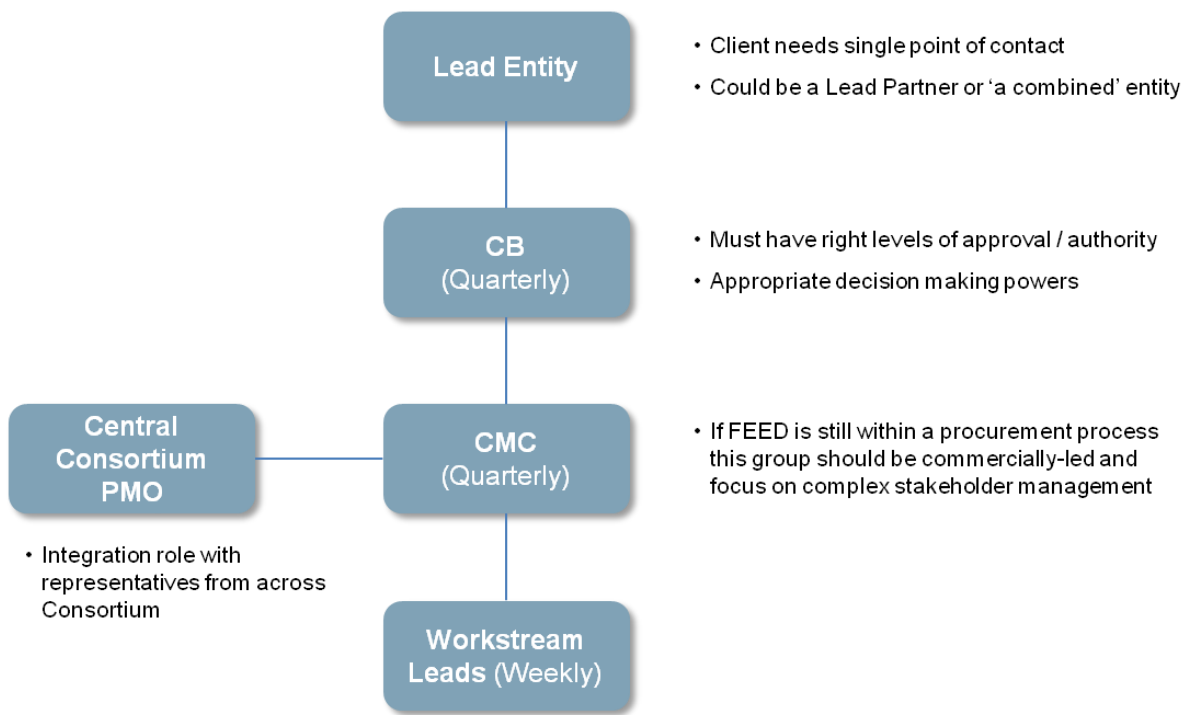 Lead Entity
• Client needs single point of contact
• Could be a Lead Partner or ‘a combined’ entity
CB
(Quarterly)
• Must have right levels of approval / authority
• Appropriate decision making powers
Central
Consortium
PMO
CMC
(Quarterly)
• If FEED is still within a procurement process
this group should be commercially-led and
focus on complex stakeholder management
• Integration role with
representatives from across
Consortium
Workstream
Leads (Weekly)